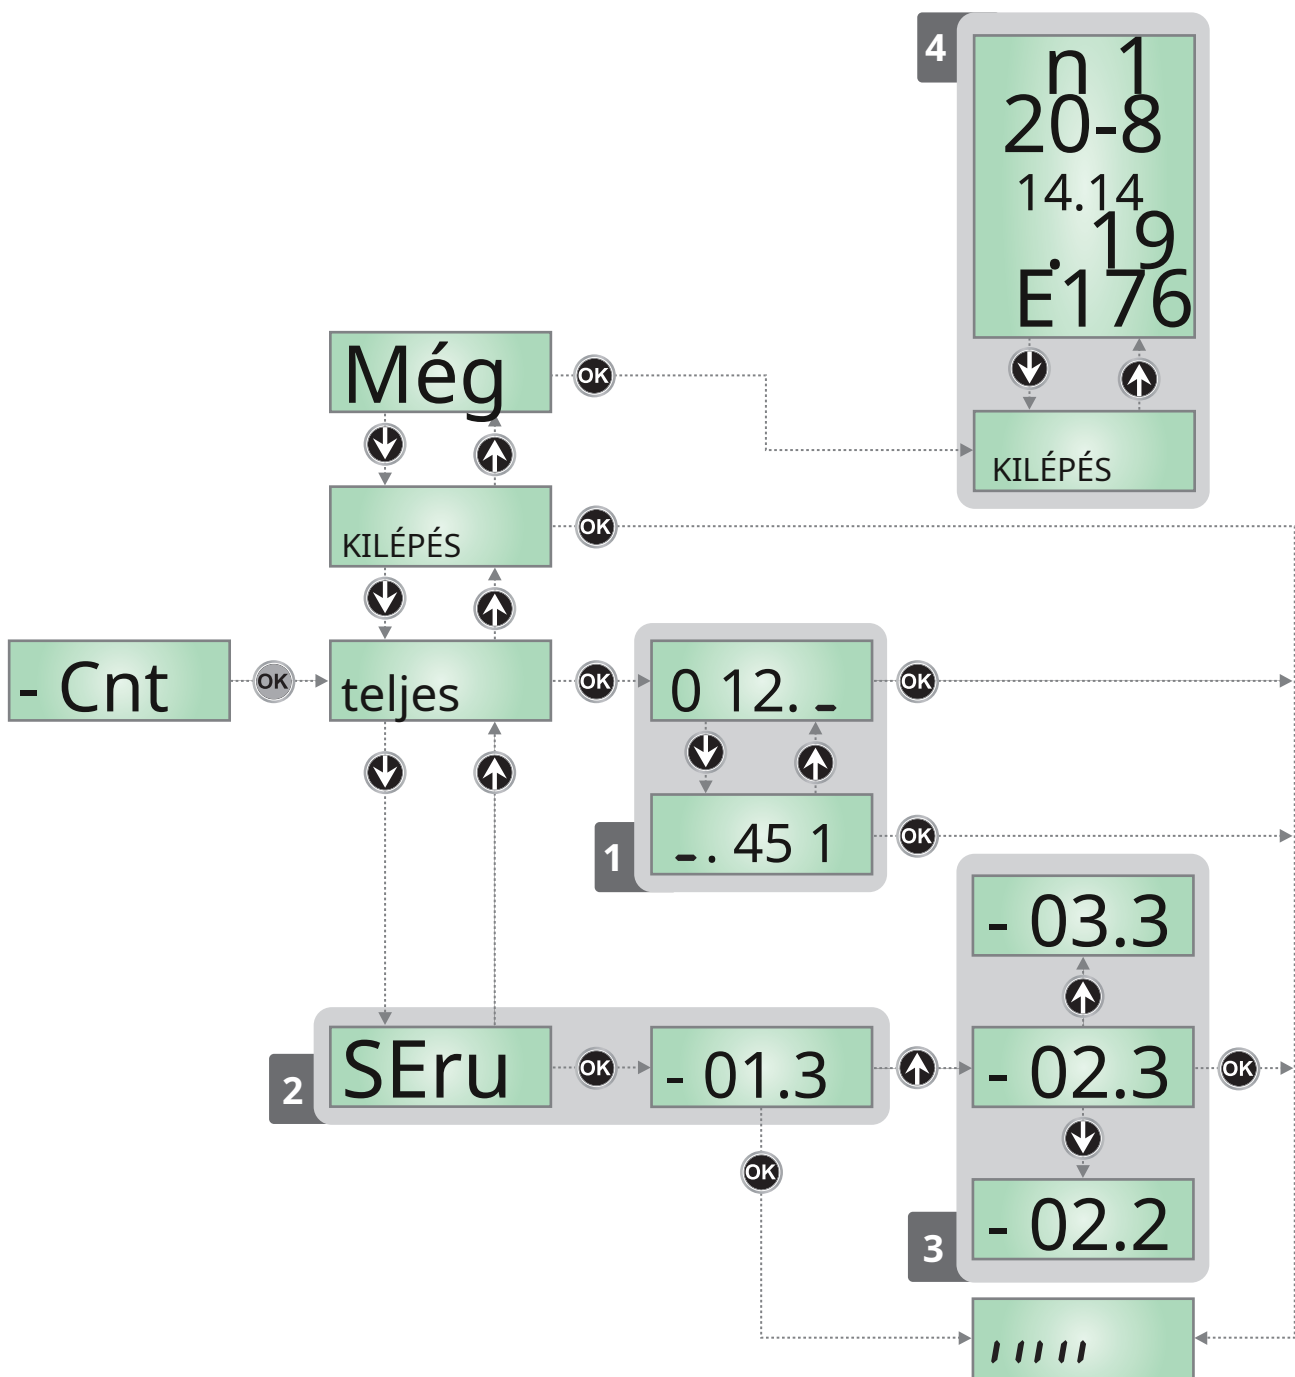 4
n 1
20-8
14.14
. 19
E176
Még
OK
KILÉPÉS
KILÉPÉS
OK
- Cnt
OK
teljes
OK
0 12. _
OK
1
_. 45 1
OK
- 03.3
2
SEru
OK
- 01.3
- 02.3
OK
OK
3
- 02.2